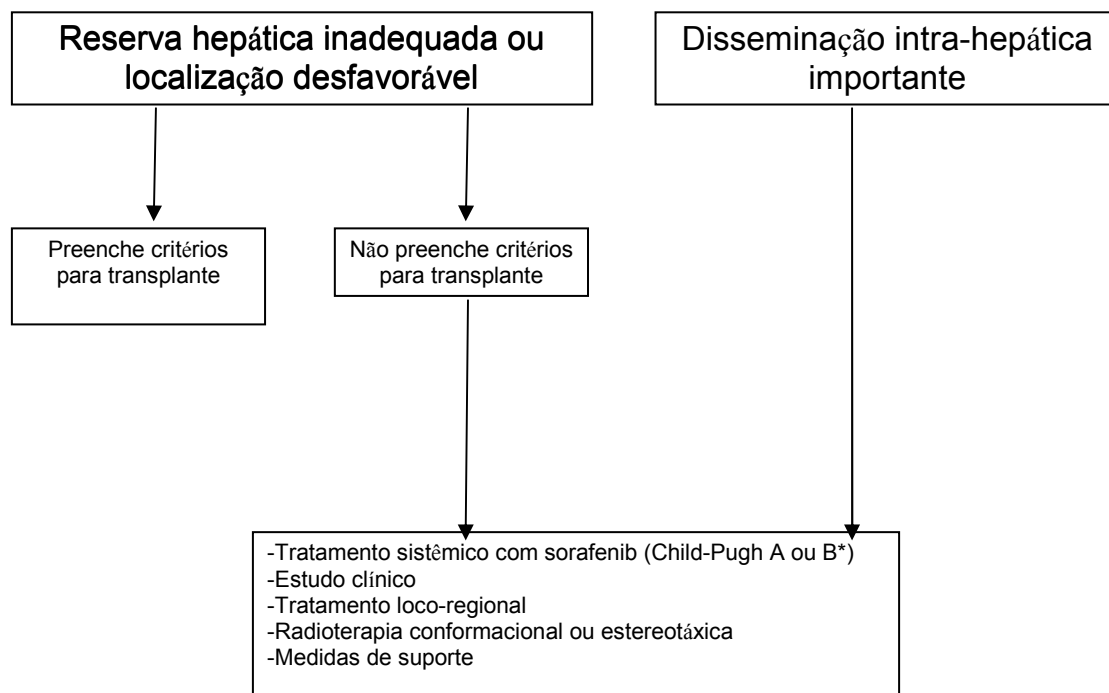 Reserva hepática inadequada ou
localização desfavorável
Disseminação intra-hepática
importante
Preenche critérios
para transplante
Não preenche critérios
para transplante
-Tratamento sistêmico com sorafenib (Child-Pugh A ou B*)
-Estudo clínico
-Tratamento loco-regional
-Radioterapia conformacional ou estereotáxica
-Medidas de suporte